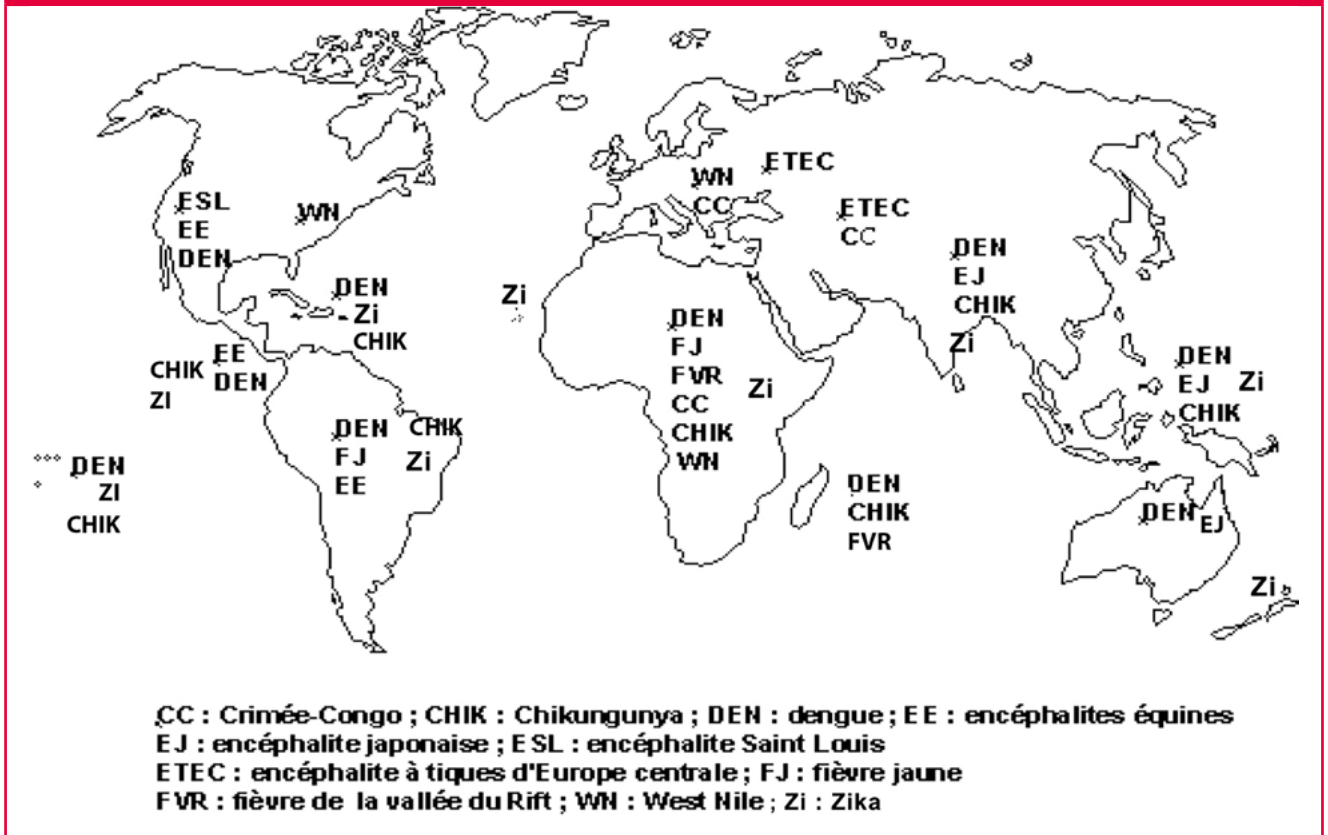 ESL
EE
DEN
WN
DEN
Zi
CHIK
EE
DEN
CHIK
ZI
DEN
FJ
EE
CHIK
Zi
DEN
ZI
CHIK
Zi
WN
CC
ETEC
ETEC
CC
DEN
FJ
FVR
CC
CHIK
WN
Zi
DEN
CHIK
FVR
DEN
EJ
CHIK
Zi
DEN
EJ
CHIK
Zi
DEN
EJ
Zi
CC : Crimée-Congo ; CHIK : Chikungunya ; DEN : dengue ; EE : encéphalites équines
EJ : encéphalite japonaise ; ESL : encéphalite Saint Louis
ETEC : encéphalite à tiques d'Europe centrale ; FJ : fièvre jaune
FVR : fièvre de la vallée du Rift ; WN : West Nile ; Zi : Zika